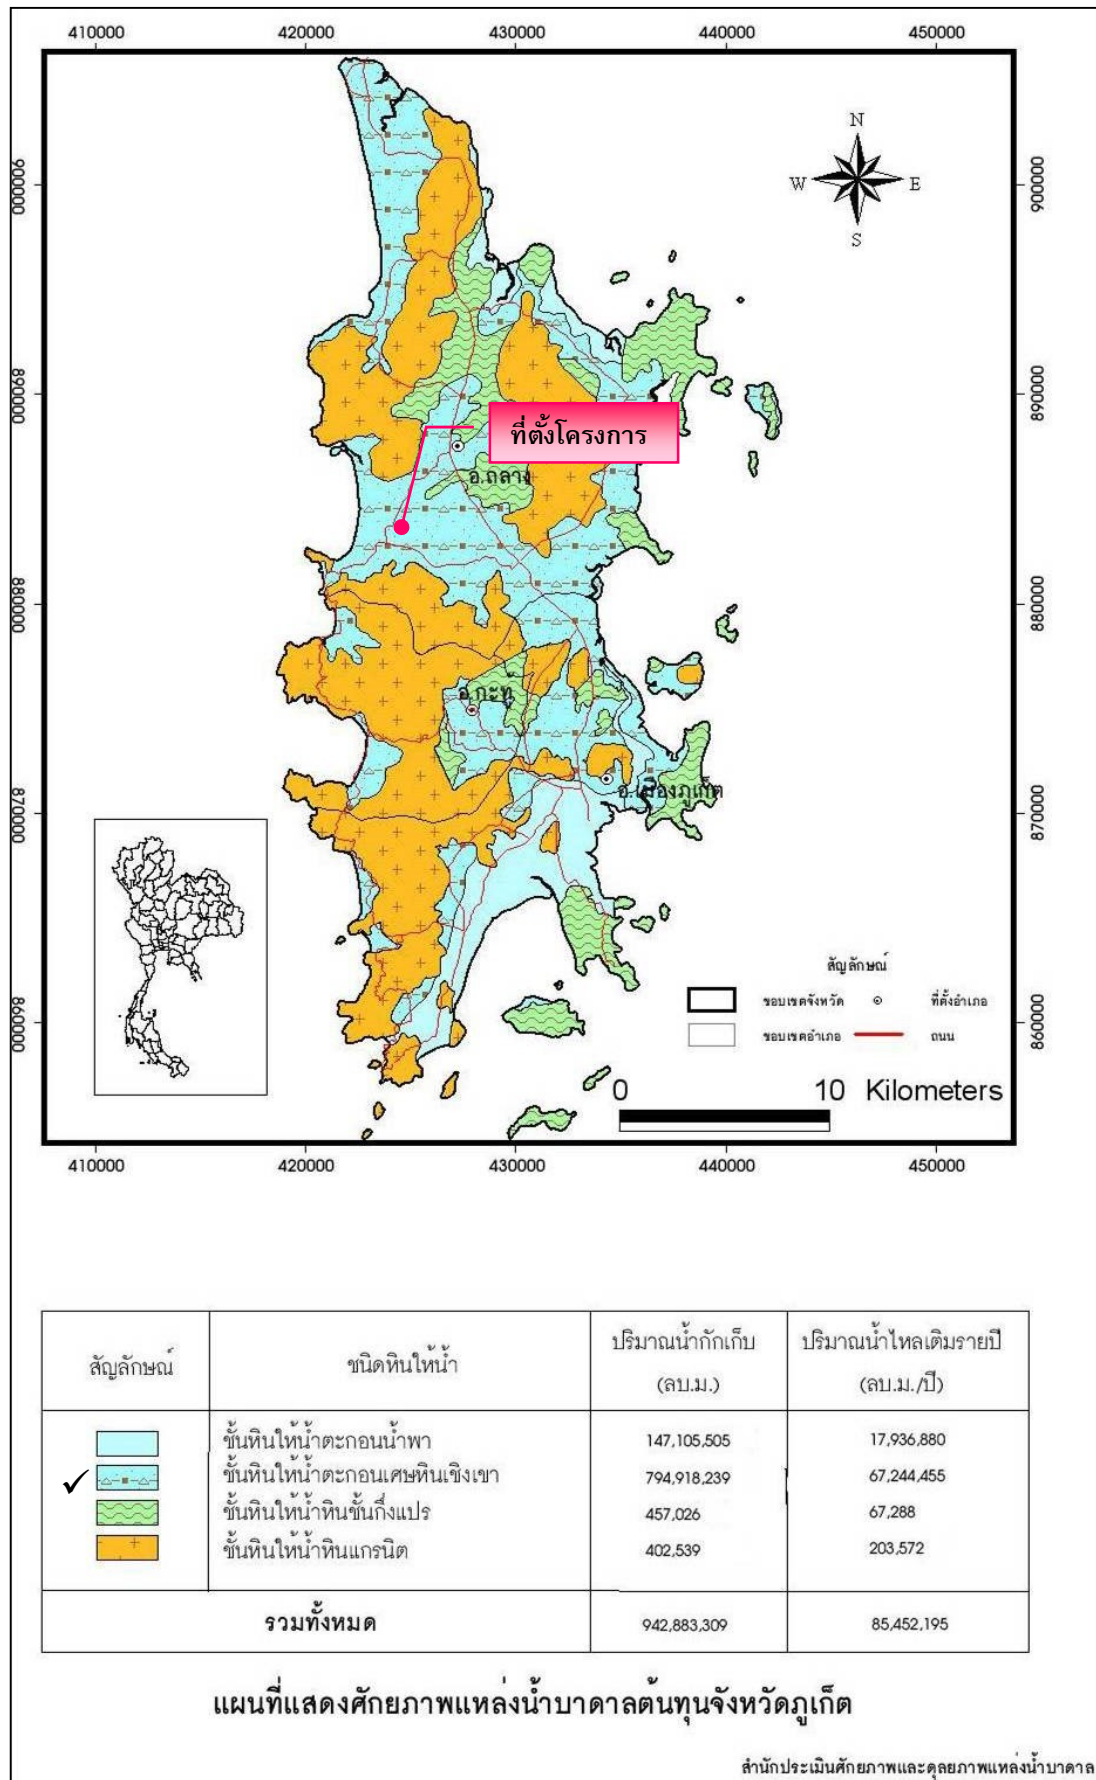 410000 420000 430000 440000 450000
N
W E
S
900000 900000
890000 890000
ที่ตั้งโครงการ
อ.ถลาง
880000 880000
อ.กะทู้
อ.เมืองภูเก็ต
870000 870000
สัญลักษณ์
ขอบเขตจังหวัด ที่ตั้งอำเภอ
ขอบเขตอำเภอ ถนน
860000 860000
0 10 Kilometers
410000 420000 430000 440000 450000
สัญลักษณ์ ชนิดหินให้น้ำ ปริมาณน้ำกักเก็บ (ลบ.ม.) ปริมาณน้ำไหลเติมรายปี (ลบ.ม./ปี)
ชั้นหินให้น้ำตะกอนน้ำพา 147,105,505 17,936,880
✓ ชั้นหินให้น้ำตะกอนเศษหินเชิงเขา 794,918,239 67,244,455
ชั้นหินให้น้ำหินชั้นกึ่งแปร 457,026 67,288
ชั้นหินให้น้ำหินแกรนิต 402,539 203,572
รวมทั้งหมด 942,883,309 85,452,195
แผนที่แสดงศักยภาพแหล่งน้ำบาดาลต้นทุนจังหวัดภูเก็ต
สำนักประเมินศักยภาพและดุลยภาพแหล่งน้ำบาดาล